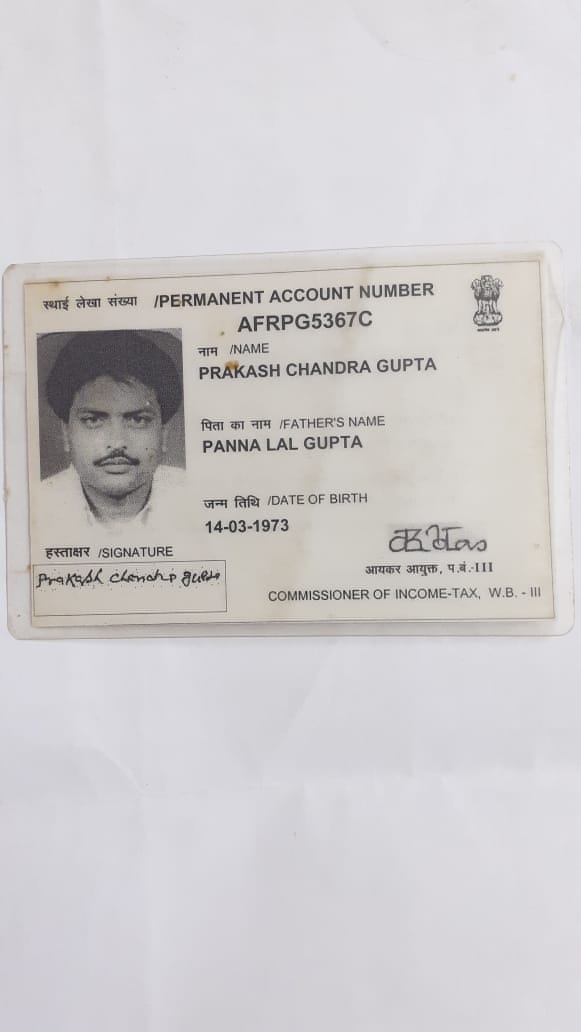 स्थाई लेखा संख्या /PERMANENT ACCOUNT NUMBER
AFRPG5367C
नाम /NAME
PRAKASH CHANDRA GUPTA
पिता का नाम /FATHER'S NAME
PANNA LAL GUPTA
जन्म तिथि /DATE OF BIRTH
14-03-1973
हस्ताक्षर /SIGNATURE
Prakash Chandra gupta
आयकर आयुक्त, प.बं.-III
COMMISSIONER OF INCOME-TAX, W.B. - III